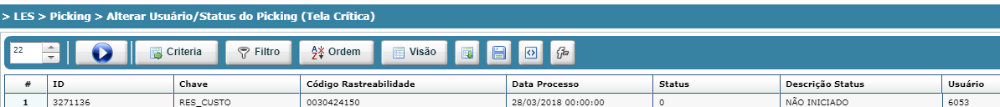 > LES > Picking > Alterar Usuário/Status do Picking (Tela Crítica)
22 Criteria Filtro Ordem Visão
# ID Chave Código Rastreabilidade Data Processo Status Descrição Status Usuário
1 3271136 RES_CUSTO 0030424150 28/03/2018 00:00:00 0 NÃO INICIADO 6053